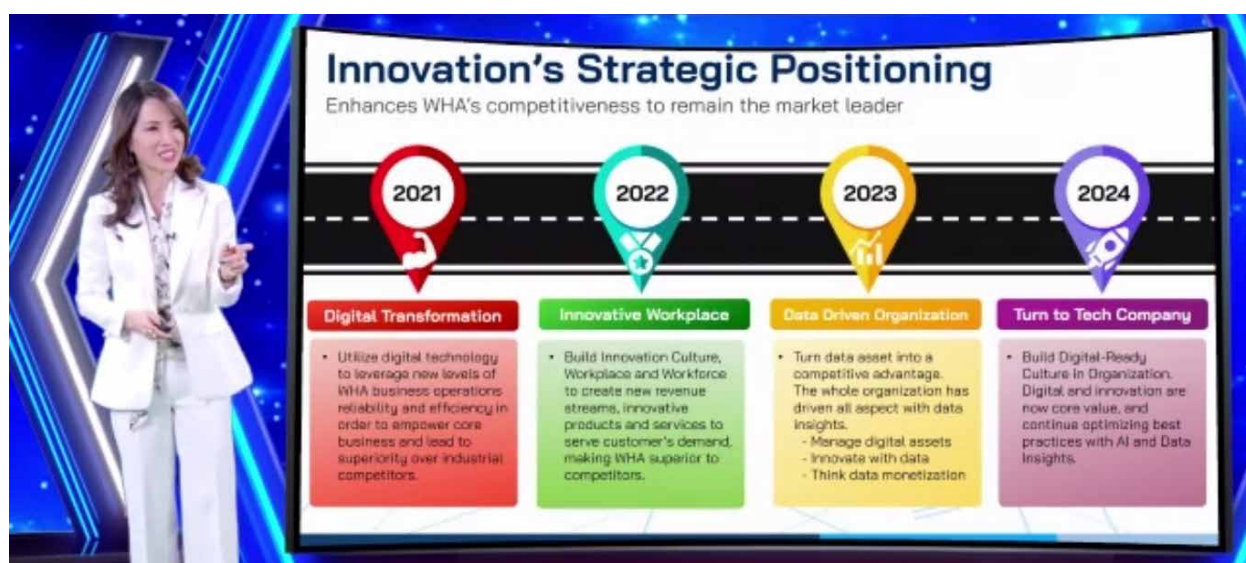 Innovation's Strategic Positioning
Enhances WHA's competitiveness to remain the market leader
2021
2022
2023
2024
Digital Transformation
• Utilize digital technology
to leverage new levels of
WHA business operations
reliability and efficiency in
order to empower core
business and lead to
superiority over industrial
competitors.
Innovative Workplace
• Build Innovation Culture,
Workplace and Workforce
to create new revenue
streams, innovative
products and services to
serve customer's demand,
making WHA superior to
competitors.
Data Driven Organization
• Turn data asset into a
competitive advantage.
The whole organization has
driven all aspect with data
insights.
- Manage digital assets
- Innovate with data
- Think data monetization
Turn to Tech Company
• Build Digital-Ready
Culture in Organization.
Digital and innovation are
now core value, and
continue optimizing best
practices with AI and Data
Insights.